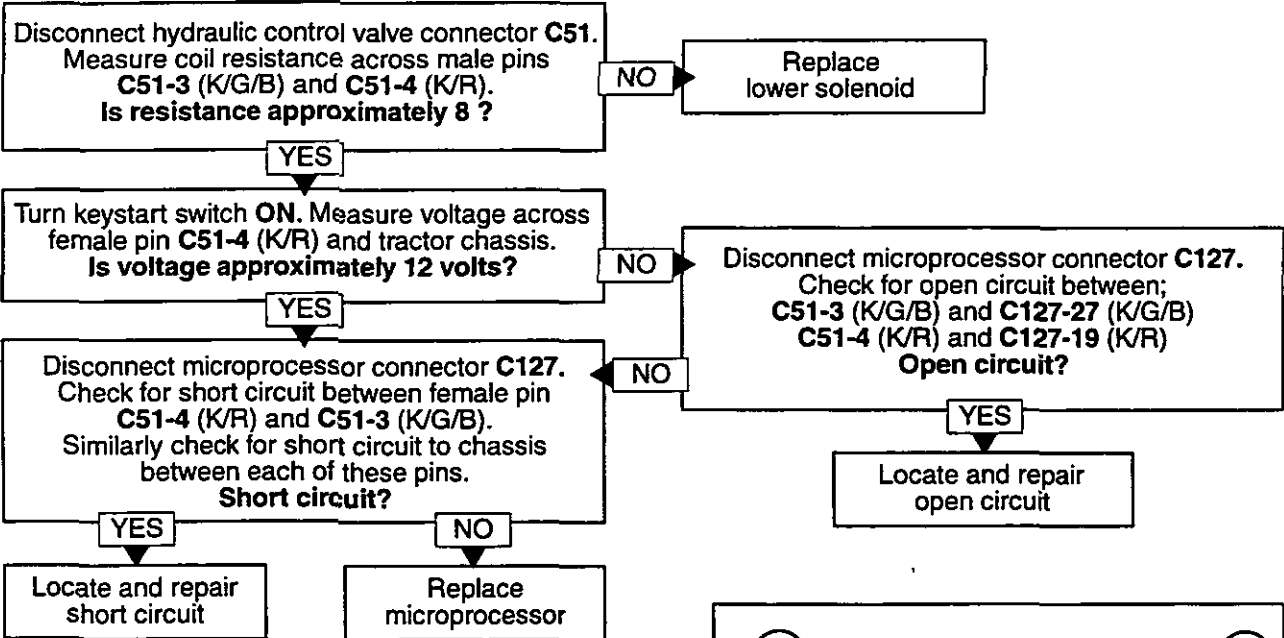 Disconnect hydraulic control valve connector C51.
Measure coil resistance across male pins
C51-3 (K/G/B) and C51-4 (K/R).
Is resistance approximately 8 ?
NO
Replace
lower solenoid
YES
Turn keystart switch ON. Measure voltage across
female pin C51-4 (K/R) and tractor chassis.
Is voltage approximately 12 volts?
NO
Disconnect microprocessor connector C127.
Check for open circuit between;
C51-3 (K/G/B) and C127-27 (K/G/B)
C51-4 (K/R) and C127-19 (K/R)
Open circuit?
YES
Disconnect microprocessor connector C127.
Check for short circuit between female pin
C51-4 (K/R) and C51-3 (K/G/B).
Similarly check for short circuit to chassis
between each of these pins.
Short circuit?
NO
YES
Locate and repair
open circuit
YES
NO
Locate and repair
short circuit
Replace
microprocessor